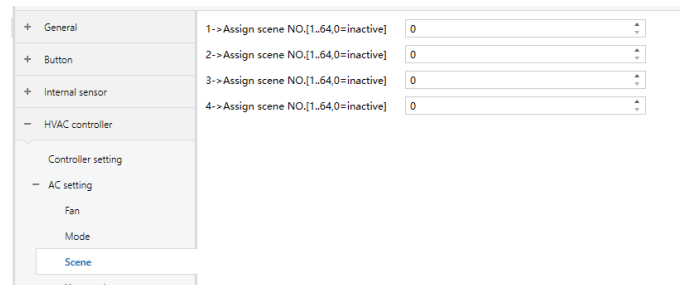 General
Button
Internal sensor
HVAC controller
Controller setting
AC setting
Fan
Mode
Scene
1->Assign scene NO.[1..64,0=inactive] 0
2->Assign scene NO.[1..64,0=inactive] 0
3->Assign scene NO.[1..64,0=inactive] 0
4->Assign scene NO.[1..64,0=inactive] 0